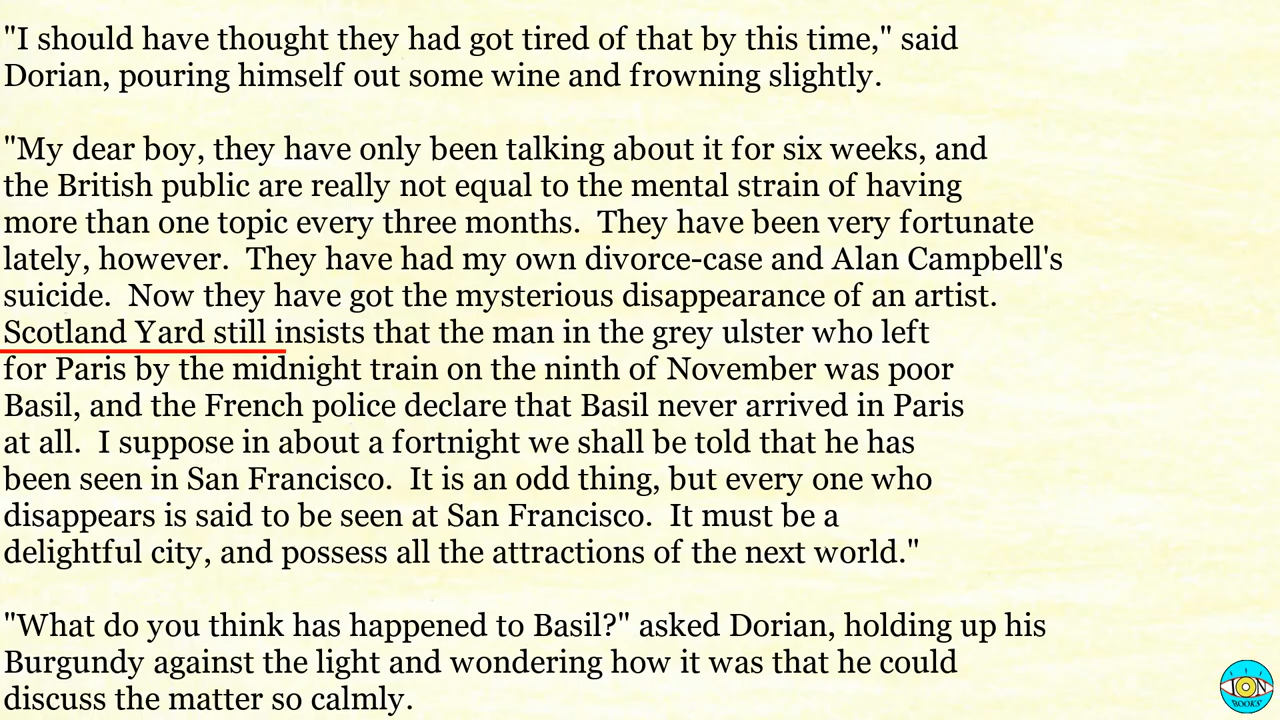 "I should have thought they had got tired of that by this time," said
Dorian, pouring himself out some wine and frowning slightly.
"My dear boy, they have only been talking about it for six weeks, and
the British public are really not equal to the mental strain of having
more than one topic every three months.  They have been very fortunate
lately, however.  They have had my own divorce-case and Alan Campbell's
suicide.  Now they have got the mysterious disappearance of an artist.
Scotland Yard still insists that the man in the grey ulster who left
for Paris by the midnight train on the ninth of November was poor
Basil, and the French police declare that Basil never arrived in Paris
at all.  I suppose in about a fortnight we shall be told that he has
been seen in San Francisco.  It is an odd thing, but every one who
disappears is said to be seen at San Francisco.  It must be a
delightful city, and possess all the attractions of the next world."
"What do you think has happened to Basil?" asked Dorian, holding up his
Burgundy against the light and wondering how it was that he could
discuss the matter so calmly.
ION
BOOKS